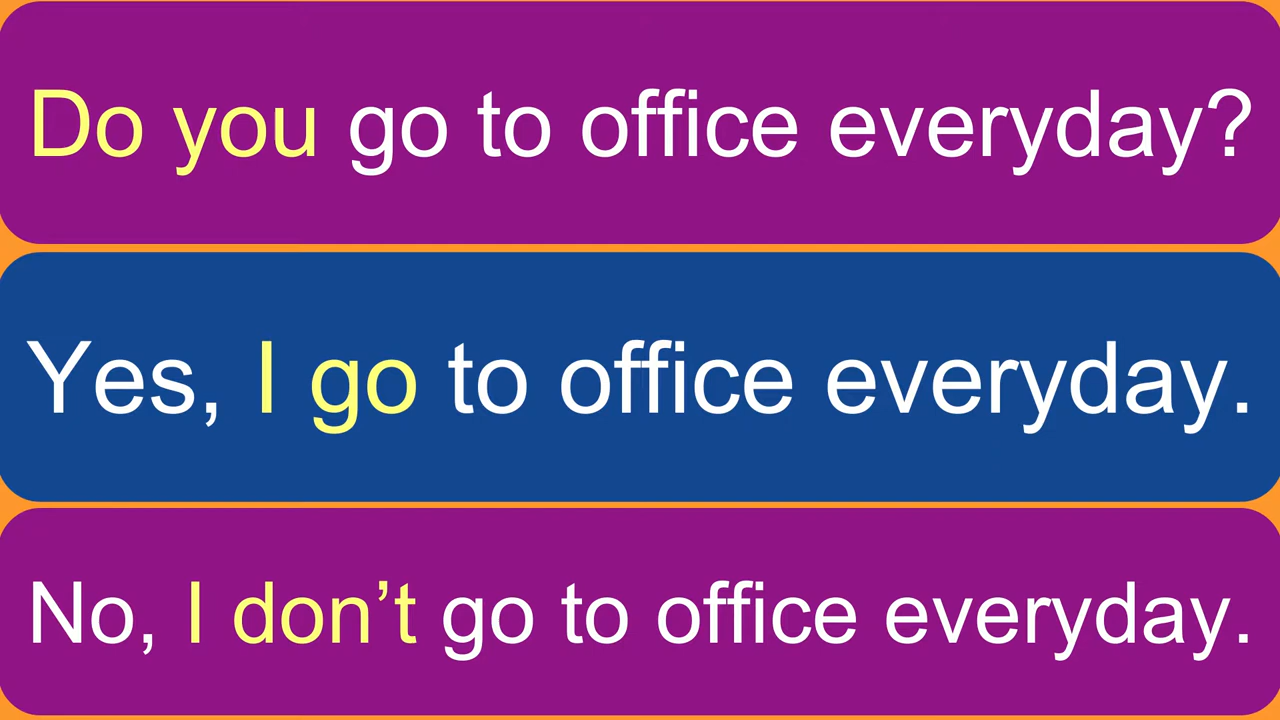 Do you go to office everyday?
Yes, I go to office everyday.
No, I don’t go to office everyday.